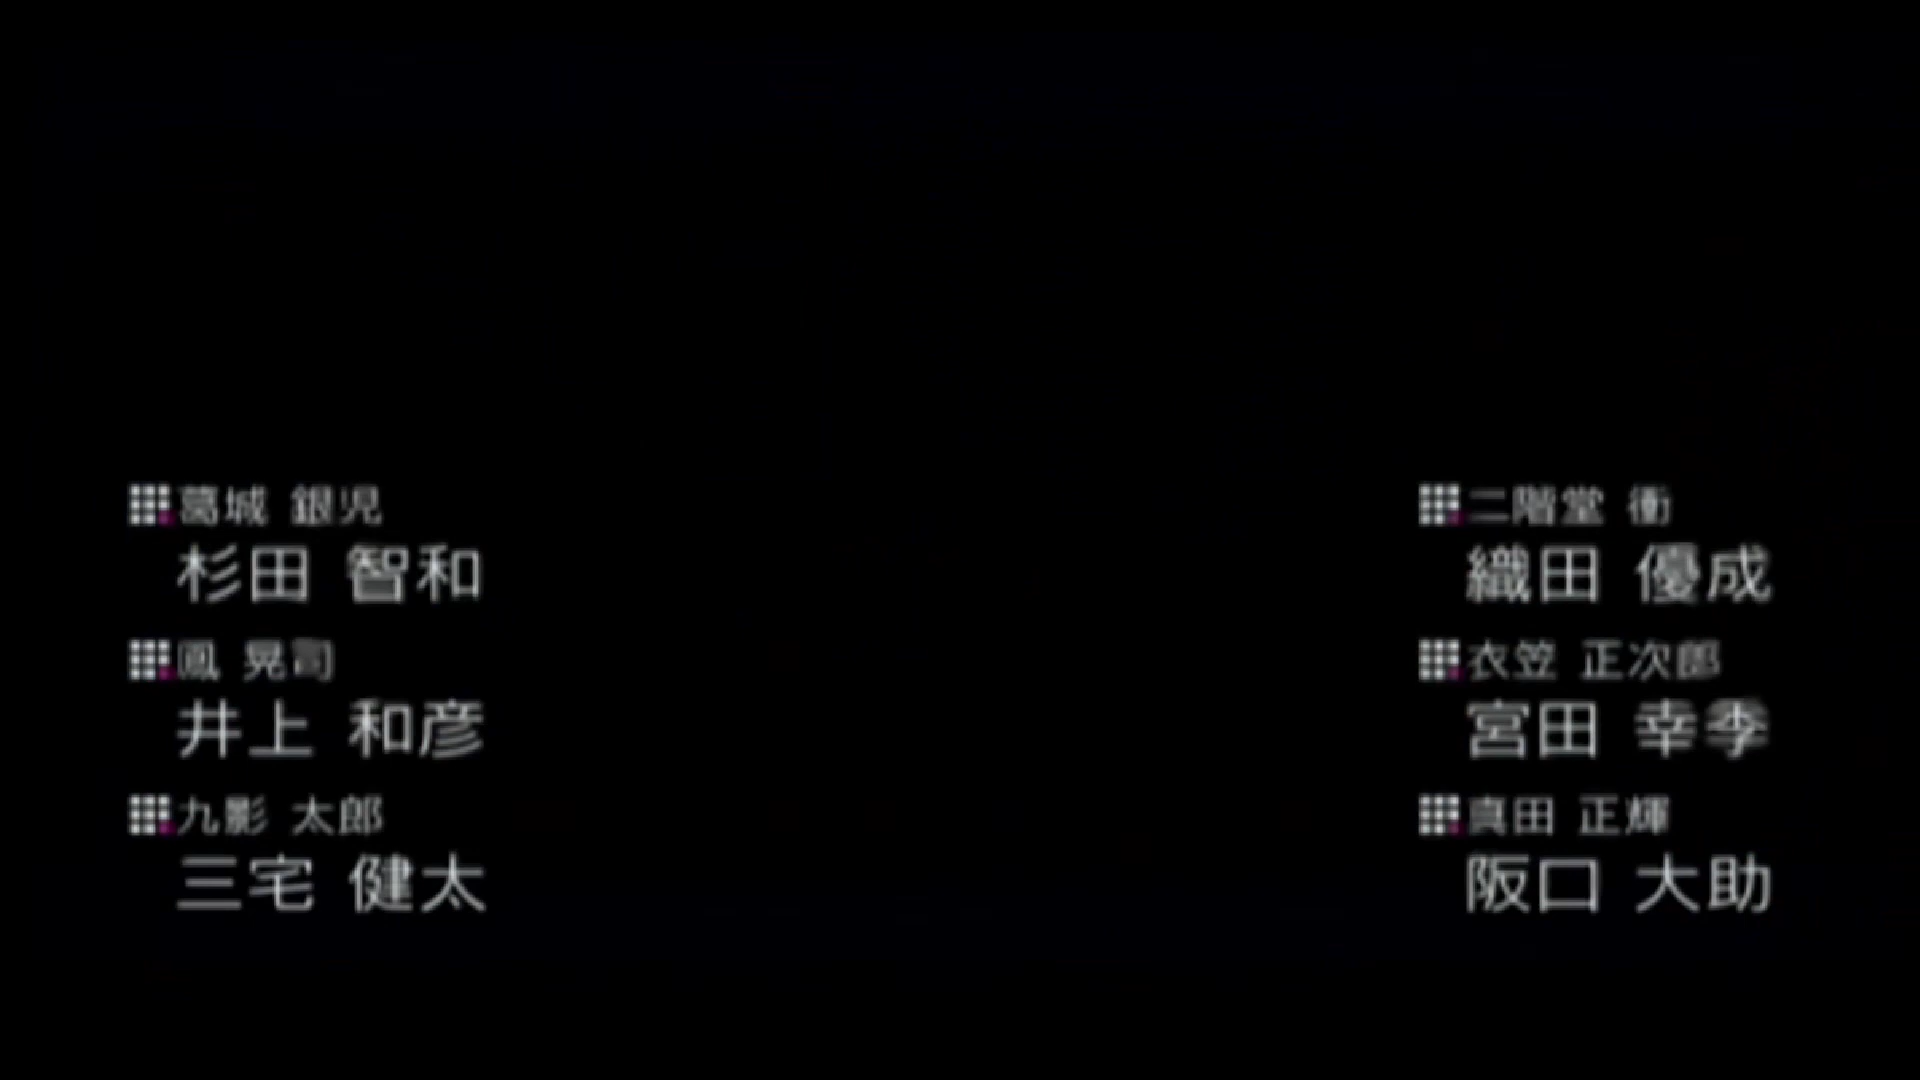 葛城 銀児
杉田 智和
鳳 晃司
井上 和彦
九影 太郎
三宅 健太
二階堂 衝
織田 優成
衣笠 正次郎
宮田 幸季
真田 正輝
阪口 大助